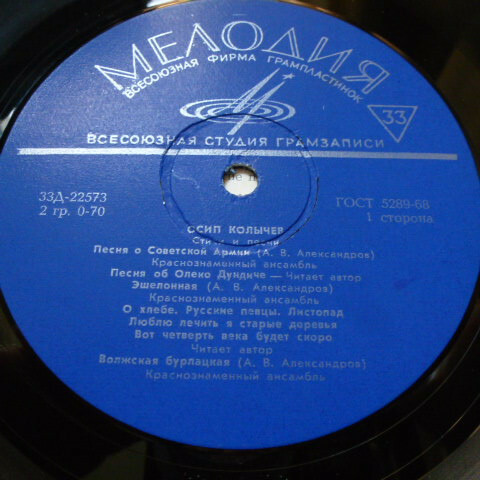 МЕЛОДИЯ
ВСЕСОЮЗНАЯ ФИРМА ГРАМПЛАСТИНОК
33
ВСЕСОЮЗНАЯ СТУДИЯ ГРАМЗАПИСИ
33Д-22573
2 гр. 0-70
ГОСТ 5289-68
1 сторона
ОСИП КОЛЫЧЕВ
Стихи и песни
Песня о Советской Армии (А. В. Александров)
Краснознаменный ансамбль
Песня об Олеко Дундиче — Читает автор
Эшелонная (А. В. Александров)
Краснознаменный ансамбль
О хлебе. Русские певцы. Листопад
Люблю лечить я старые деревья
Вот четверть века будет скоро
Читает автор
Волжская бурлацкая (А. В. Александров)
Краснознаменный ансамбль